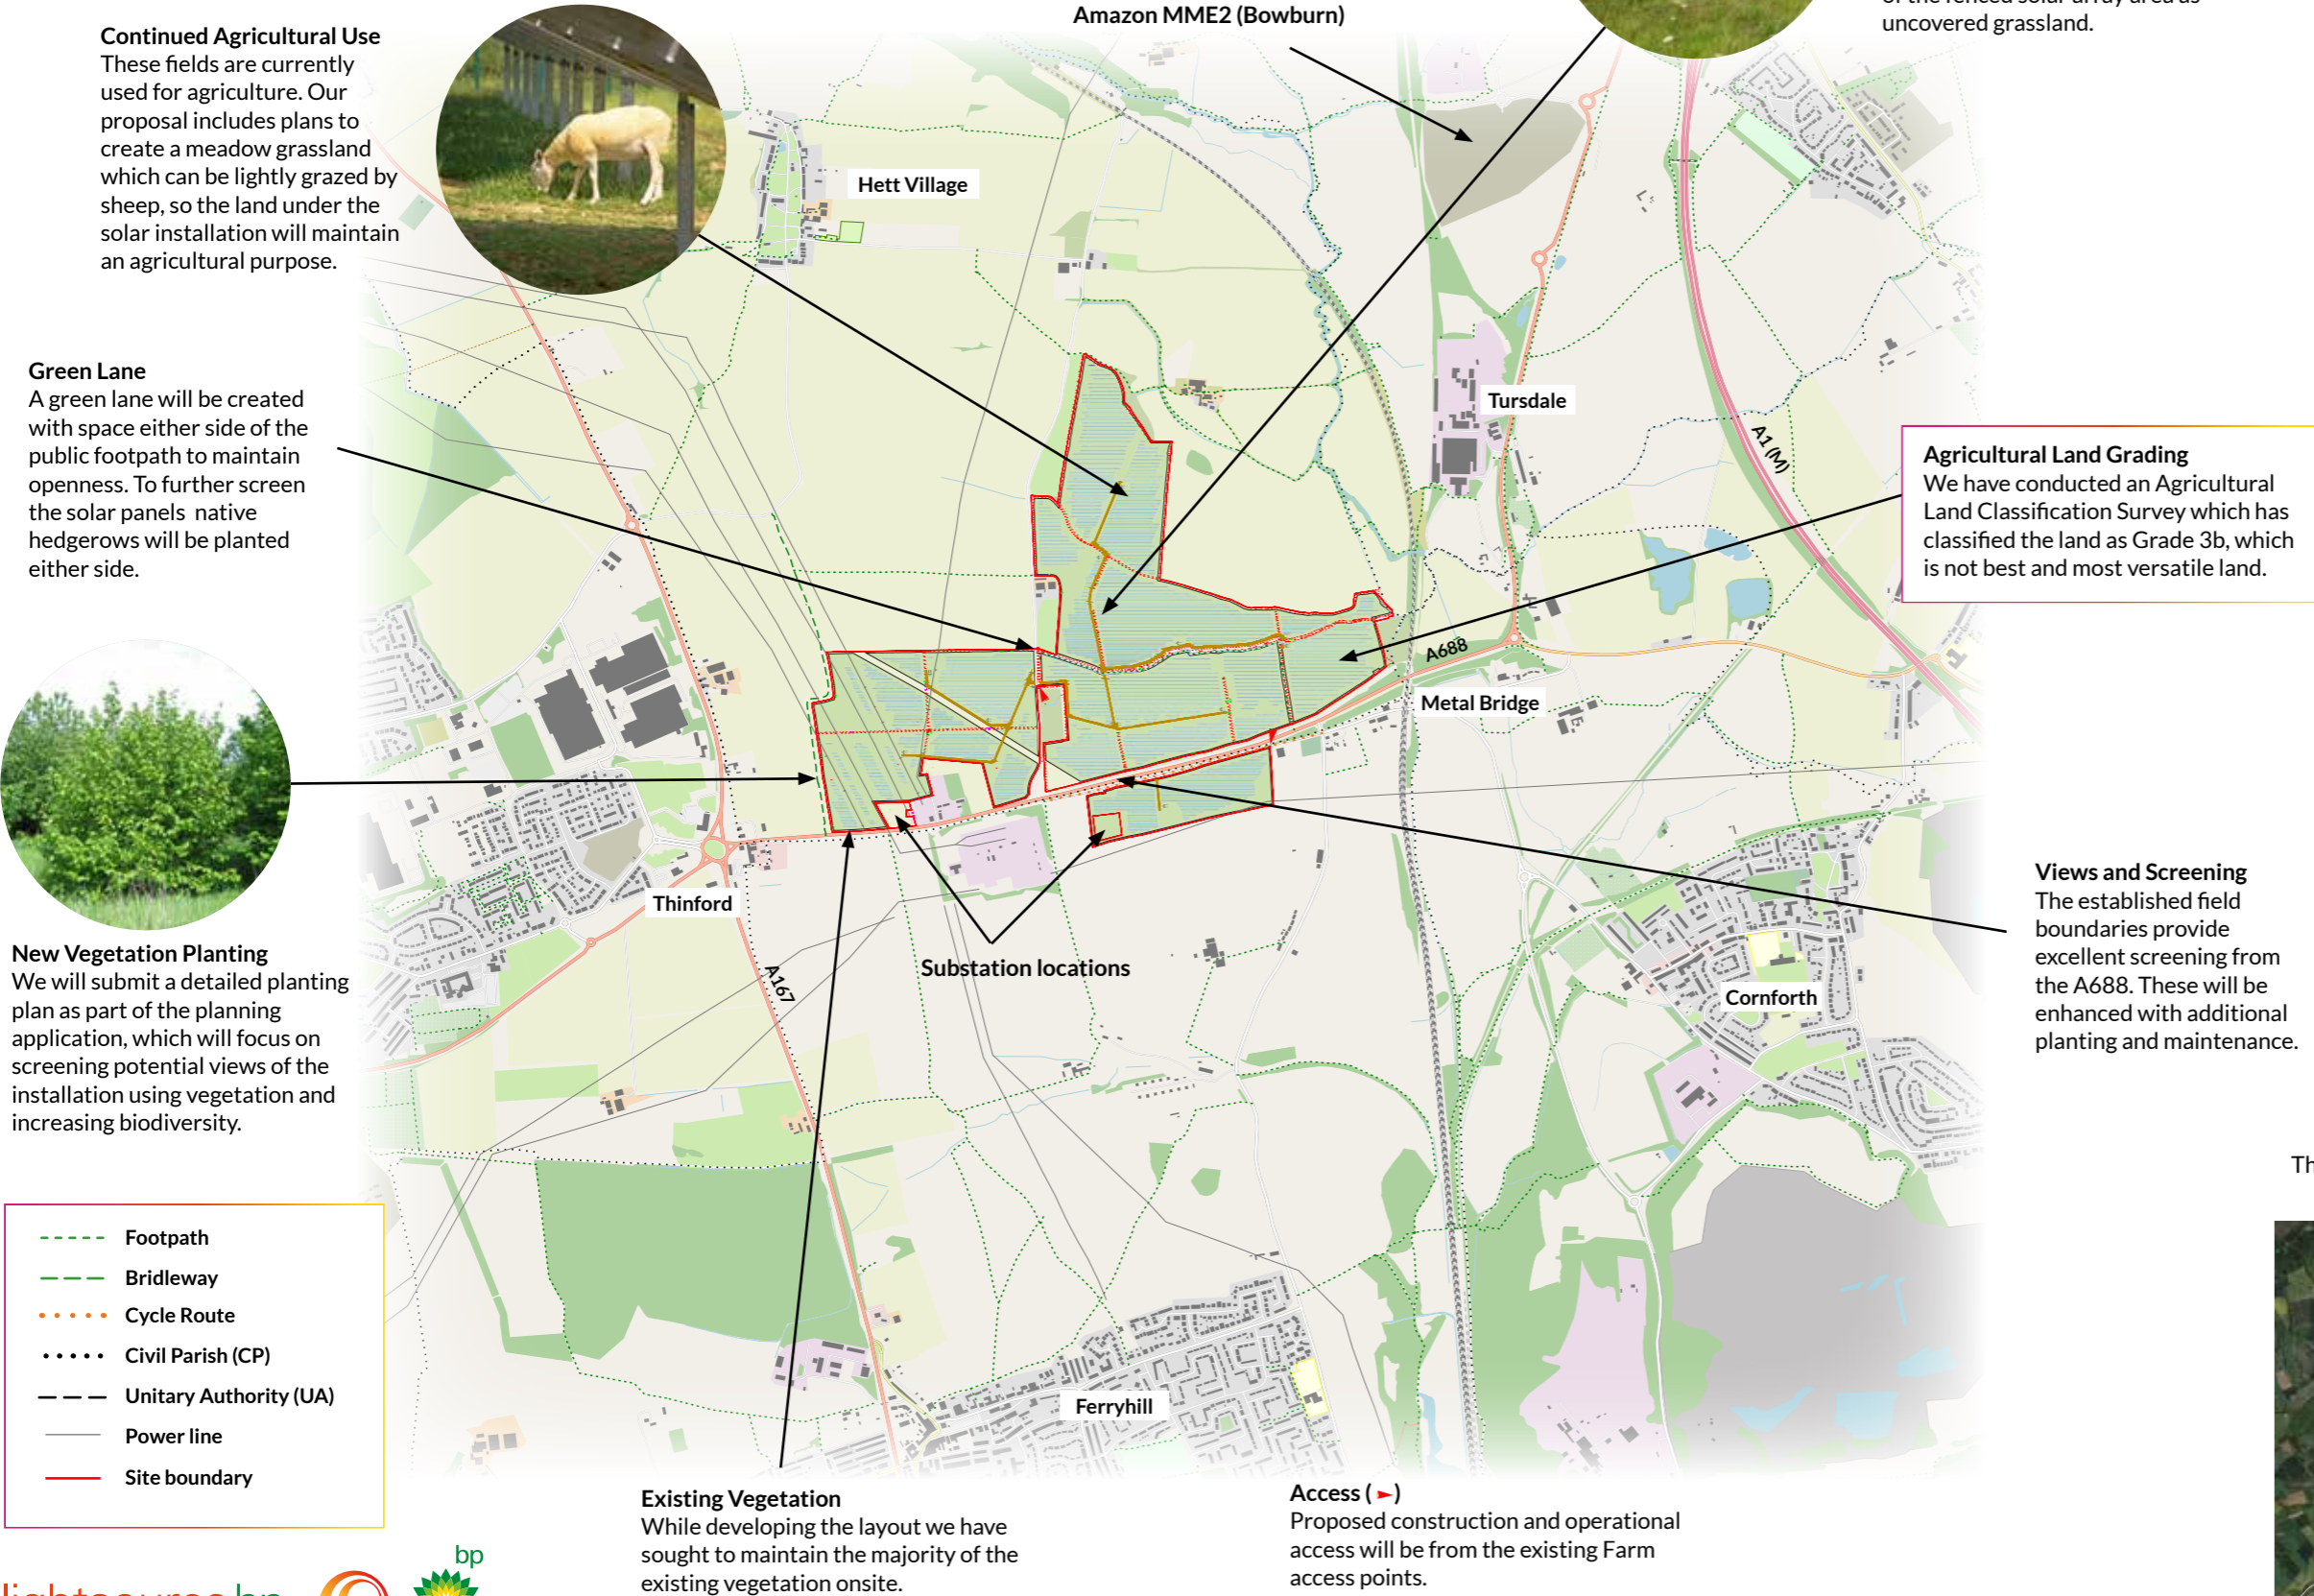 Amazon MME2 (Bowburn)
uncovered grassland.
Continued Agricultural Use
These fields are currently
used for agriculture. Our
proposal includes plans to
create a meadow grassland
which can be lightly grazed by
sheep, so the land under the
solar installation will maintain
an agricultural purpose.
Hett Village
Green Lane
A green lane will be created
with space either side of the
public footpath to maintain
openness. To further screen
the solar panels native
hedgerows will be planted
either side.
Tursdale
A1 (M)
Agricultural Land Grading
We have conducted an Agricultural
Land Classification Survey which has
classified the land as Grade 3b, which
is not best and most versatile land.
A688
Metal Bridge
Thinford
A167
Substation locations
Cornforth
Views and Screening
The established field
boundaries provide
excellent screening from
the A688. These will be
enhanced with additional
planting and maintenance.
New Vegetation Planting
We will submit a detailed planting
plan as part of the planning
application, which will focus on
screening potential views of the
installation using vegetation and
increasing biodiversity.
Footpath
Bridleway
Cycle Route
Civil Parish (CP)
Unitary Authority (UA)
Power line
Site boundary
Ferryhill
Existing Vegetation
While developing the layout we have
sought to maintain the majority of the
existing vegetation onsite.
Access ( ► )
Proposed construction and operational
access will be from the existing Farm
access points.
bp